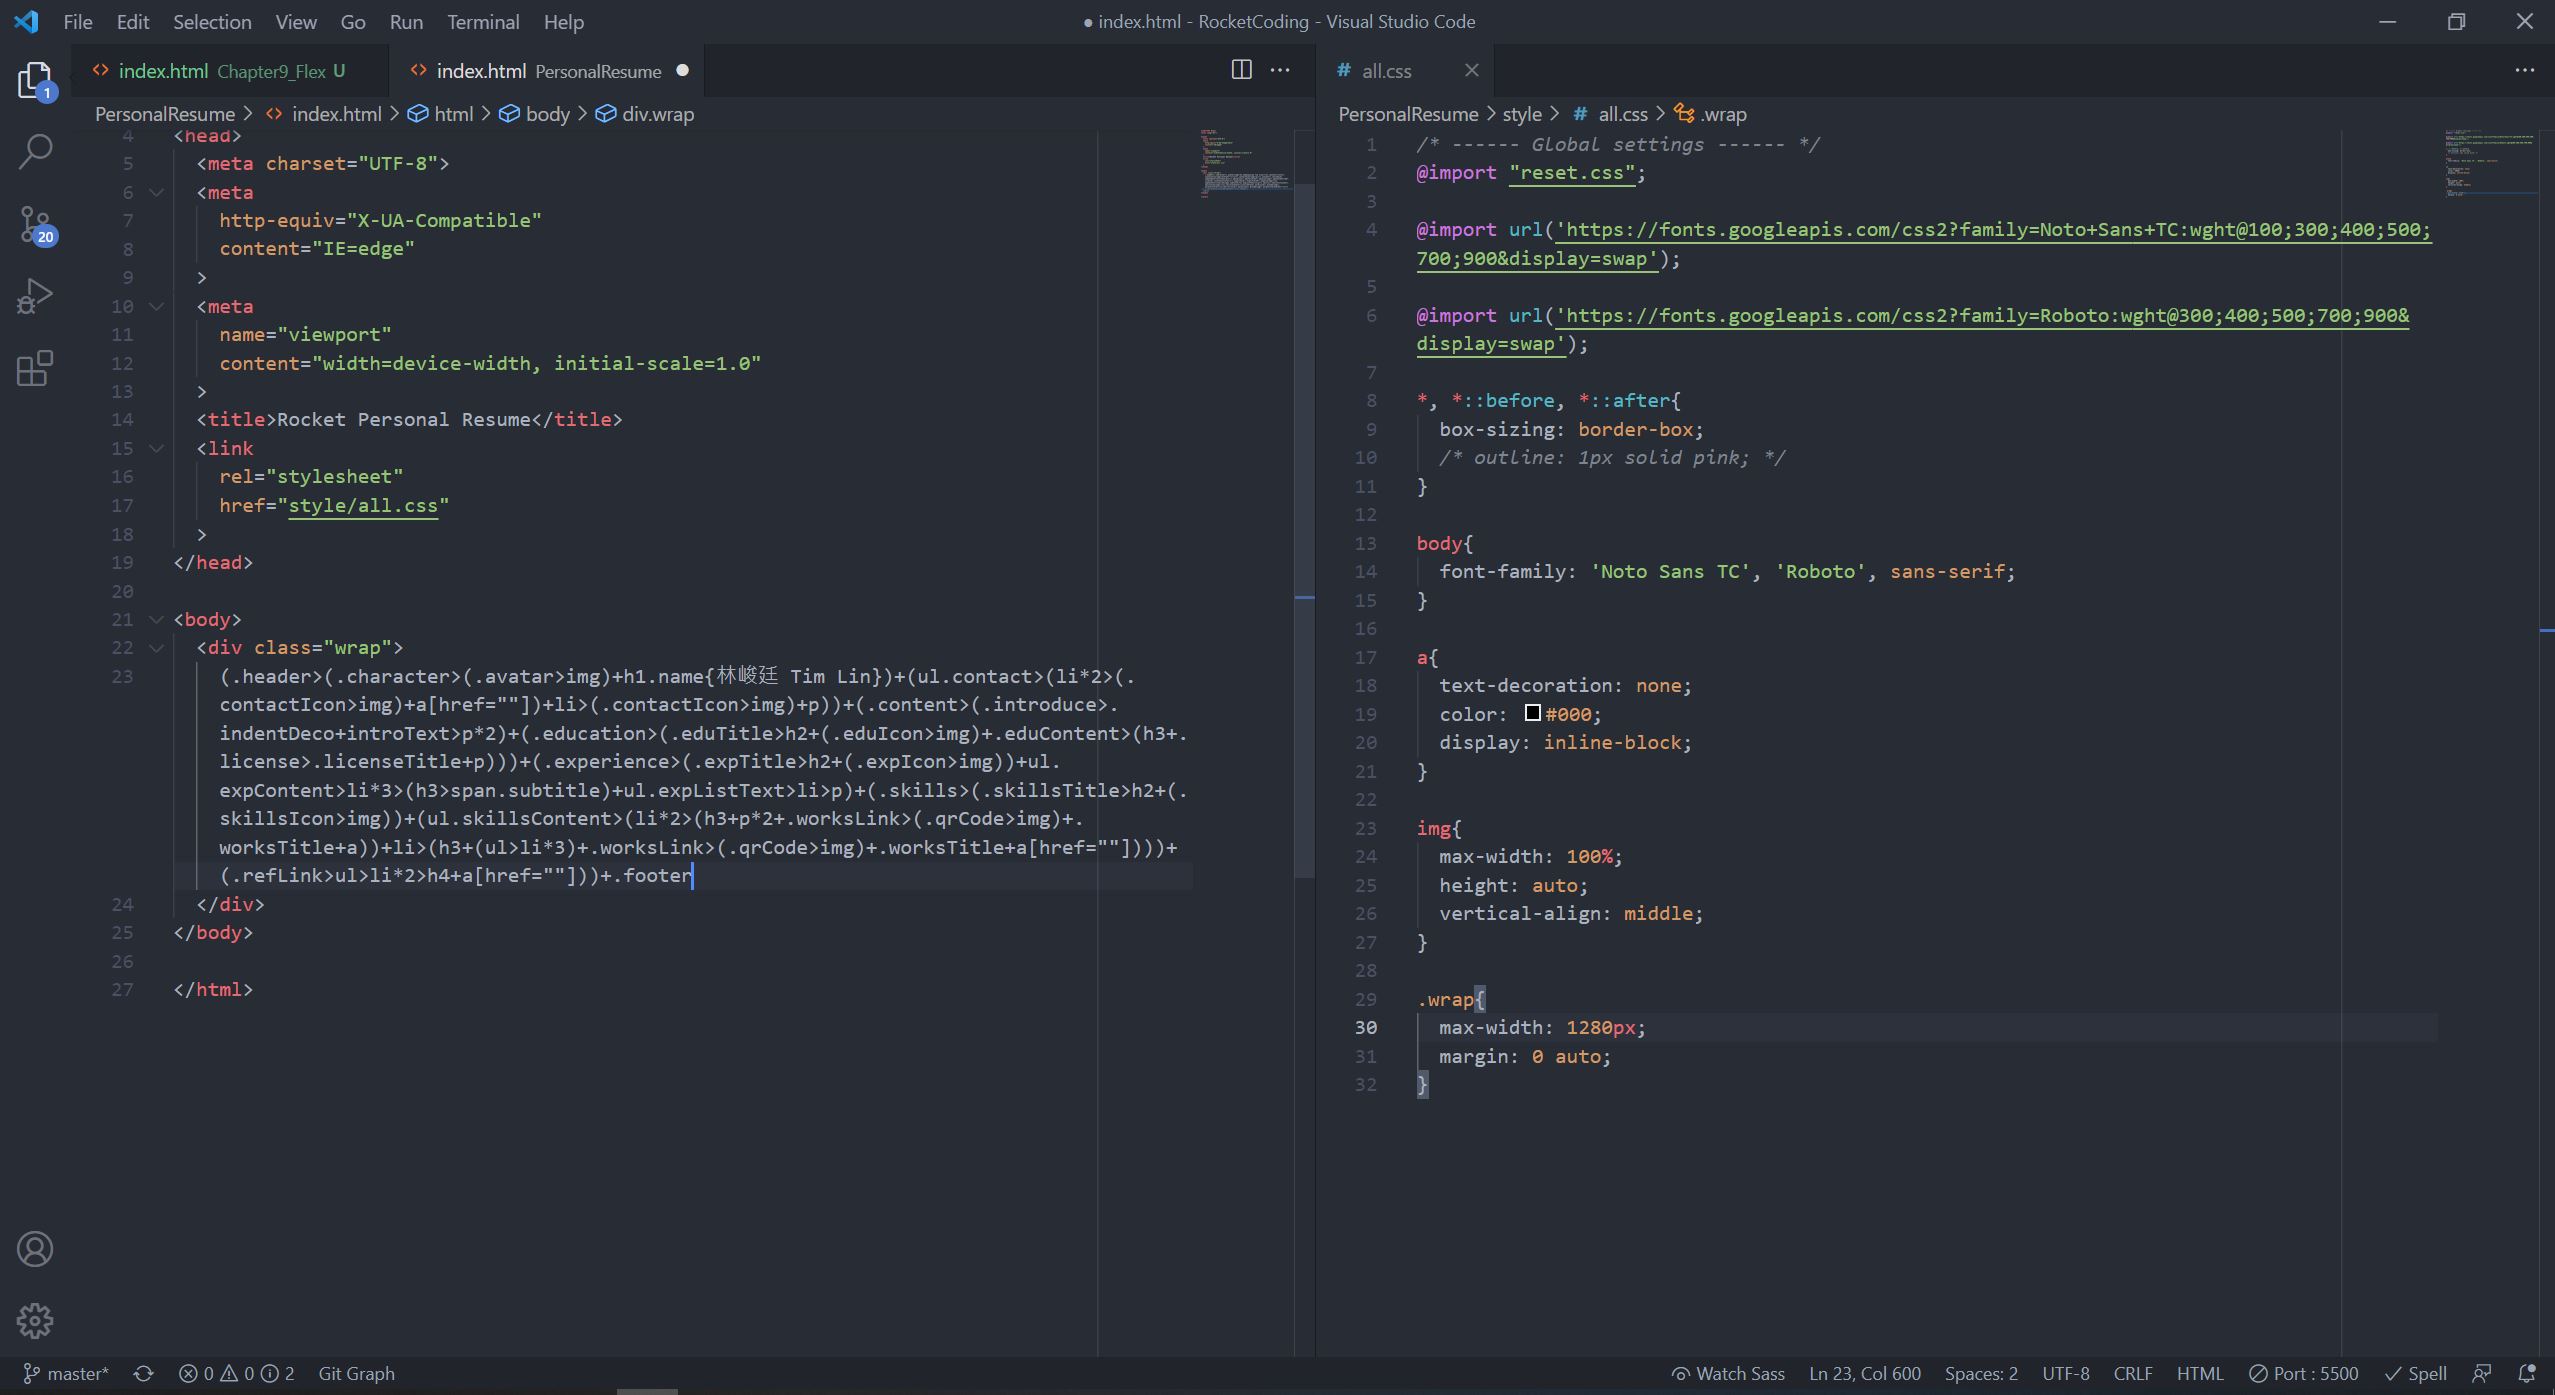 File Edit Selection View Go Run Terminal Help
● index.html - RocketCoding - Visual Studio Code
index.html Chapter9_Flex U
index.html PersonalResume ●
# all.css
PersonalResume > index.html > html > body > div.wrap
4 <head>
5 <meta charset="UTF-8">
6 <meta
7 http-equiv="X-UA-Compatible"
8 content="IE=edge"
9 >
10 <meta
11 name="viewport"
12 content="width=device-width, initial-scale=1.0"
13 >
14 <title>Rocket Personal Resume</title>
15 <link
16 rel="stylesheet"
17 href="style/all.css"
18 >
19 </head>
20
21 <body>
22 <div class="wrap">
23 (.header>(.character>(.avatar>img)+h1.name{林峻廷 Tim Lin})+(ul.contact>(li*2>(.
contactIcon>img)+a[href=""])+li>(.contactIcon>img)+p))+(.content>(.introduce>.
indentDeco+introText>p*2)+(.education>(.eduTitle>h2+(.eduIcon>img)+.eduContent>(h3+.
license>.licenseTitle+p)))+(.experience>(.expTitle>h2+(.expIcon>img))+ul.
expContent>li*3>(h3>span.subtitle)+ul.expListText>li>p)+(.skills>(.skillsTitle>h2+(.
skillsIcon>img))+(ul.skillsContent>(li*2>(h3+p*2+.worksLink>(.qrCode>img)+.
worksTitle+a))+li>(h3+(ul>li*3)+.worksLink>(.qrCode>img)+.worksTitle+a[href=""])))+
(.refLink>ul>li*2>h4+a[href=""]))+.footer
24 </div>
25 </body>
26
27 </html>
PersonalResume > style > # all.css > .wrap
1 /* ------ Global settings ------ */
2 @import "reset.css";
3
4 @import url('https://fonts.googleapis.com/css2?family=Noto+Sans+TC:wght@100;300;400;500;
700;900&display=swap');
5
6 @import url('https://fonts.googleapis.com/css2?family=Roboto:wght@300;400;500;700;900&
display=swap');
7
8 *, *::before, *::after{
9 box-sizing: border-box;
10 /* outline: 1px solid pink; */
11 }
12
13 body{
14 font-family: 'Noto Sans TC', 'Roboto', sans-serif;
15 }
16
17 a{
18 text-decoration: none;
19 color: #000;
20 display: inline-block;
21 }
22
23 img{
24 max-width: 100%;
25 height: auto;
26 vertical-align: middle;
27 }
28
29 .wrap{
30 max-width: 1280px;
31 margin: 0 auto;
32 }
1
20
master* 0 0 2 Git Graph
Watch Sass Ln 23, Col 600 Spaces: 2 UTF-8 CRLF HTML Port : 5500 Spell